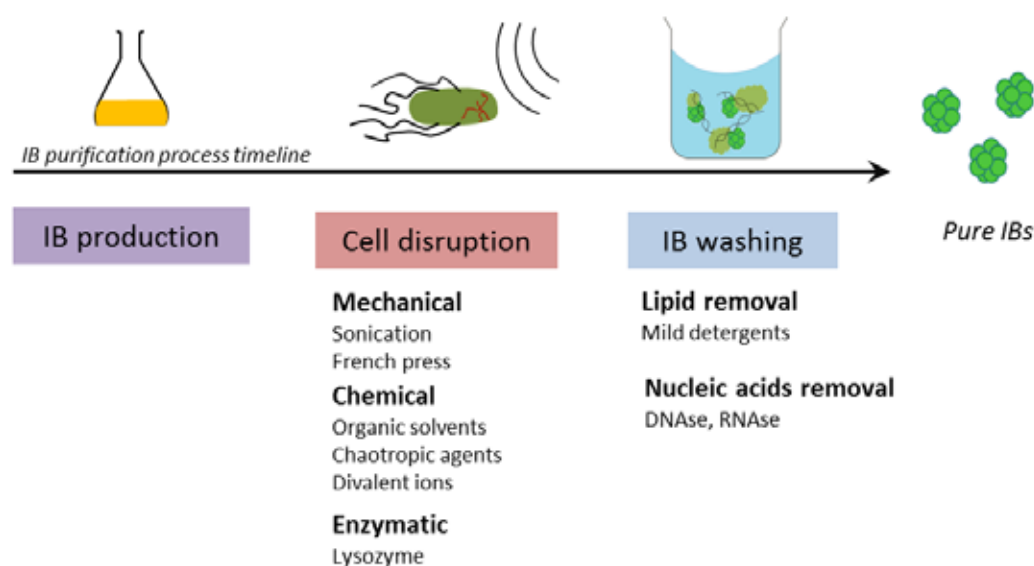 IB purification process timeline
IB production
Cell disruption
IB washing
Pure IBs
Mechanical
Sonication
French press
Chemical
Organic solvents
Chaotropic agents
Divalent ions
Enzymatic
Lysozyme
Lipid removal
Mild detergents
Nucleic acids removal
DNAse, RNAse